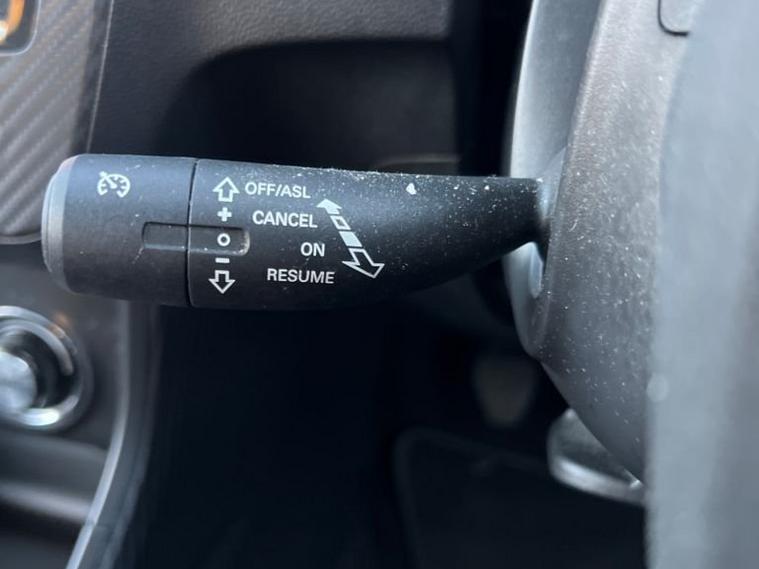 OFF/ASL
+ CANCEL
O ON
- RESUME